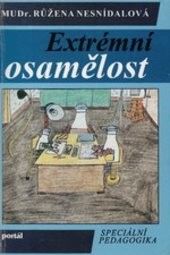 MUDr. RŮŽENA NESNÍDALOVÁ
Extrémní
osamělost
portál
SPECIÁLNÍ
PEDAGOGIKA